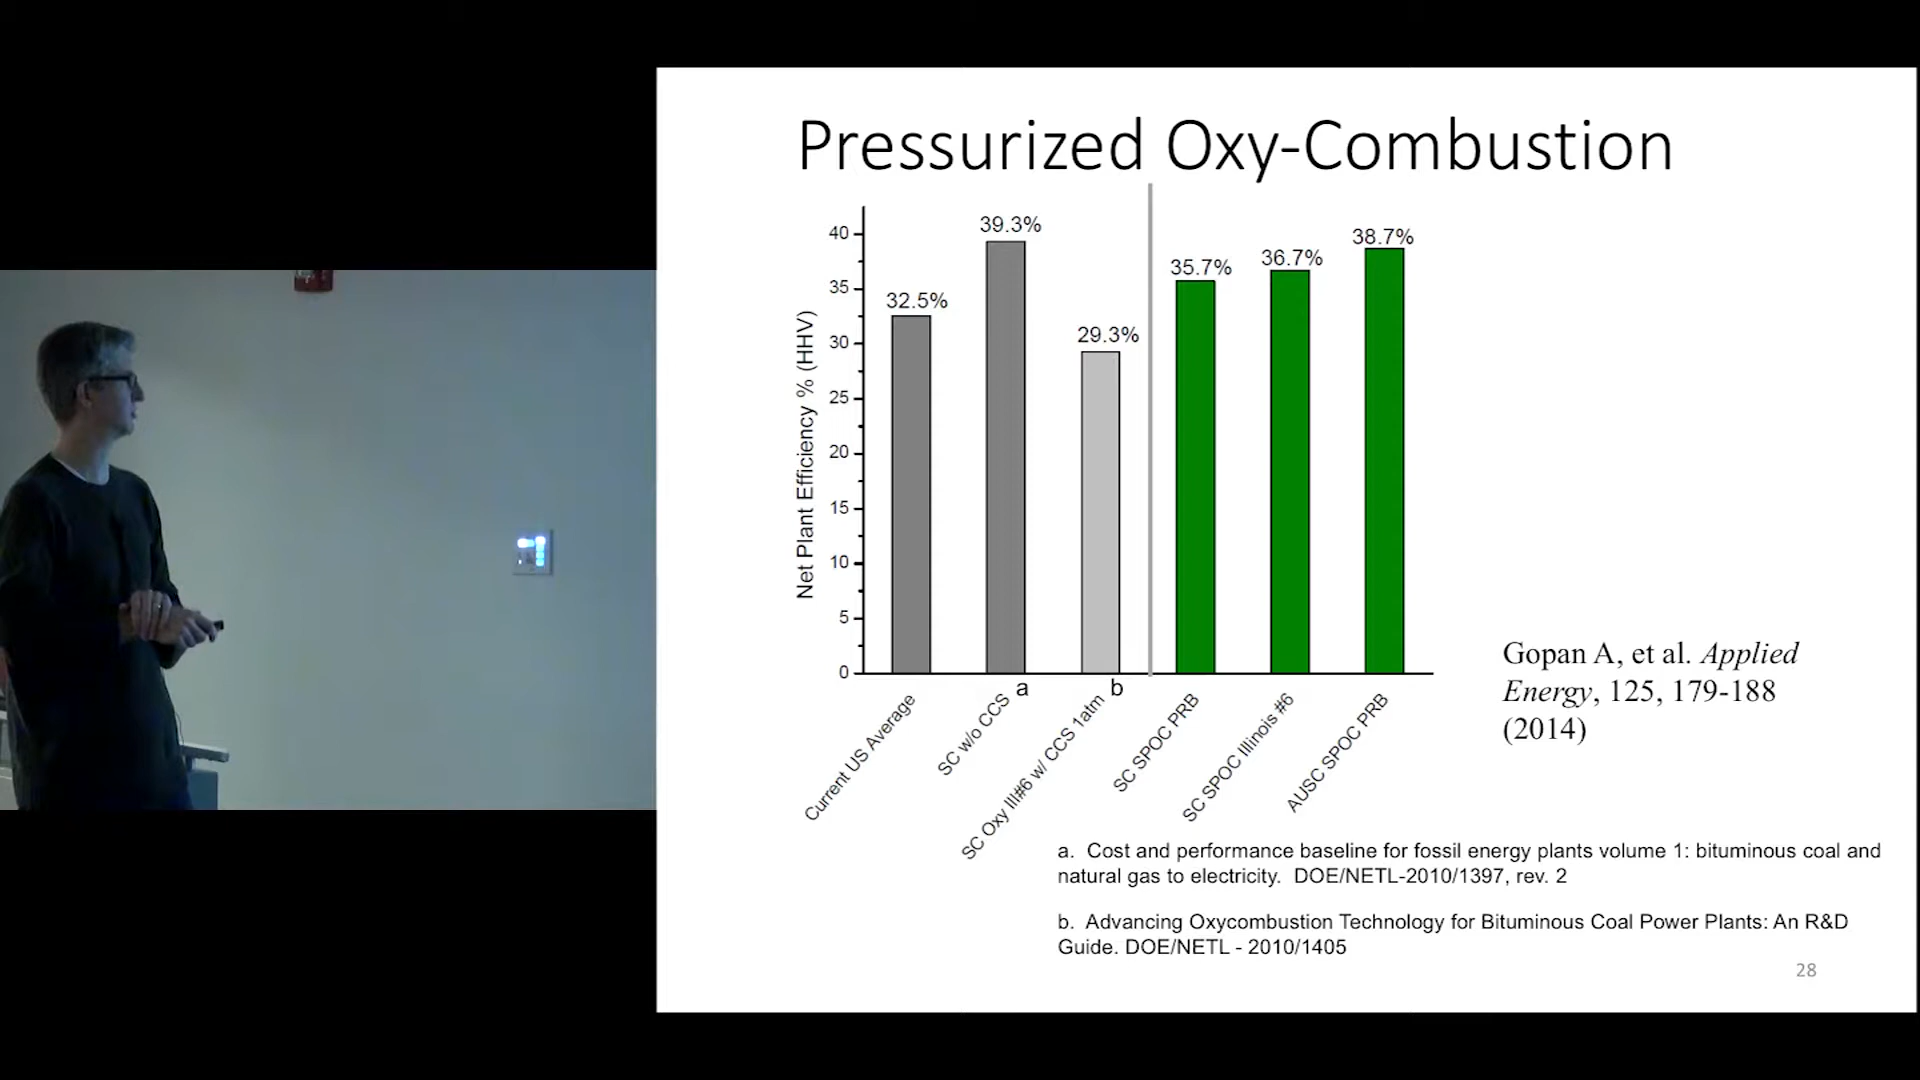 Pressurized Oxy-Combustion
Net Plant Efficiency % (HHV)
40
35
30
25
20
15
10
5
0
32.5%
39.3%
29.3%
35.7%
36.7%
38.7%
Current US Average
SC w/o CCS a
SC Oxy Ill#6 w/ CCS 1atm b
SC SPOC PRB
SC SPOC Illinois #6
AUSC SPOC PRB
Gopan A, et al. Applied
Energy, 125, 179-188
(2014)
a. Cost and performance baseline for fossil energy plants volume 1: bituminous coal and
natural gas to electricity. DOE/NETL-2010/1397, rev. 2
b. Advancing Oxycombustion Technology for Bituminous Coal Power Plants: An R&D
Guide. DOE/NETL - 2010/1405
28